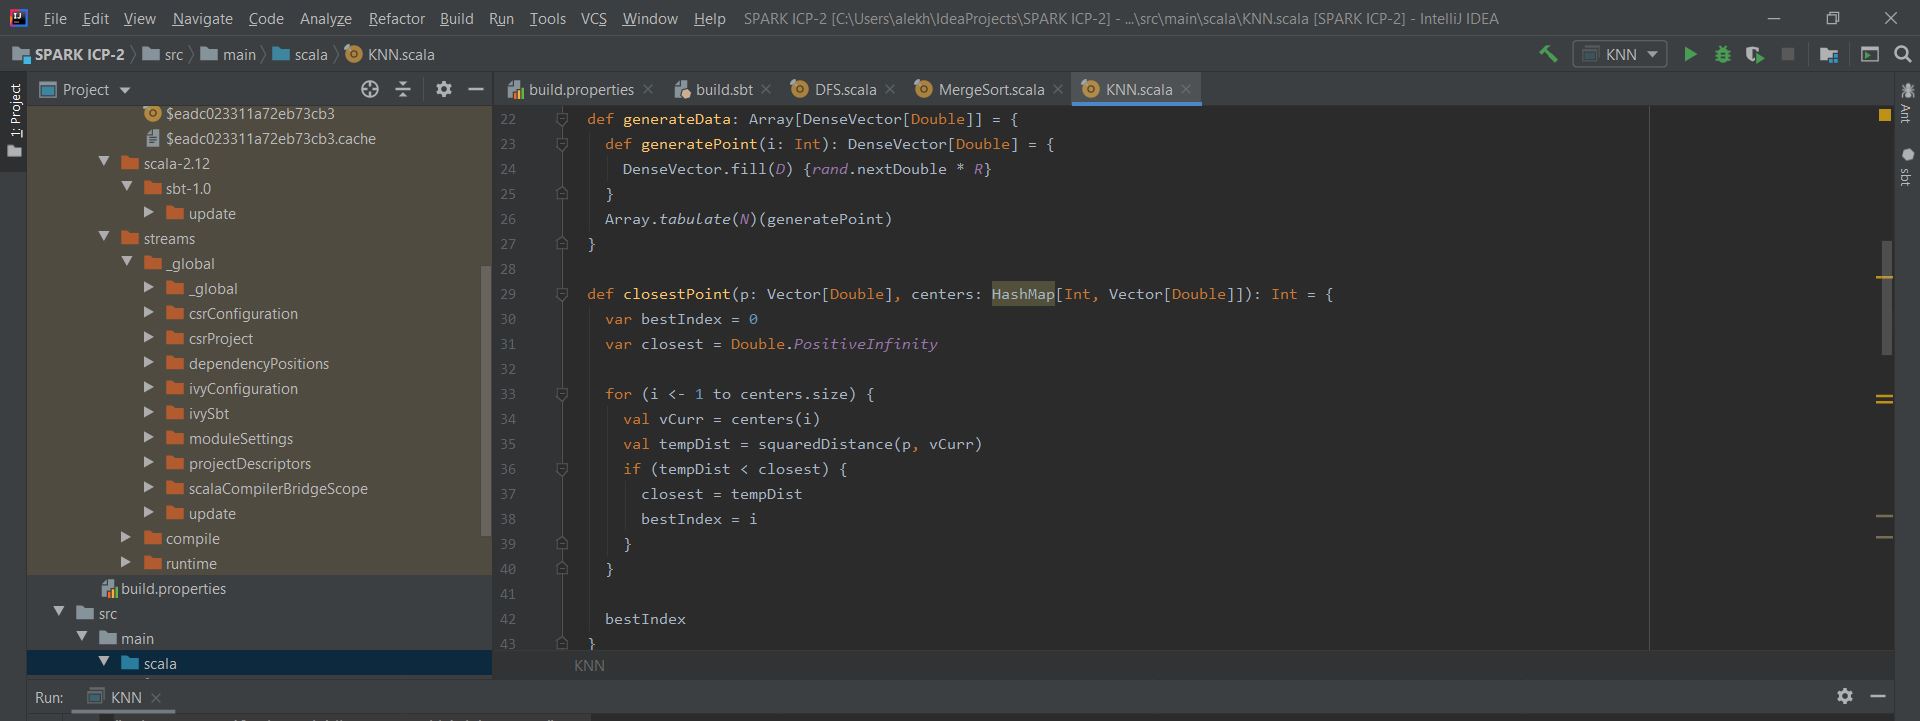 File Edit View Navigate Code Analyze Refactor Build Run Tools VCS Window Help SPARK ICP-2 [C:\Users\alekh\IdeaProjects\SPARK ICP-2] - ...\src\main\scala\KNN.scala [SPARK ICP-2] - IntelliJ IDEA
SPARK ICP-2 src main scala KNN.scala KNN
1: Project
Project
build.properties build.sbt DFS.scala MergeSort.scala KNN.scala
Ant
sbt
$eadc023311a72eb73cb3
$eadc023311a72eb73cb3.cache
scala-2.12
sbt-1.0
update
streams
_global
_global
csrConfiguration
csrProject
dependencyPositions
ivyConfiguration
ivySbt
moduleSettings
projectDescriptors
scalaCompilerBridgeScope
update
compile
runtime
build.properties
src
main
scala
22 def generateData: Array[DenseVector[Double]] = {
23 def generatePoint(i: Int): DenseVector[Double] = {
24 DenseVector.fill(D) {rand.nextDouble * R}
25 }
26 Array.tabulate(N)(generatePoint)
27 }
28
29 def closestPoint(p: Vector[Double], centers: HashMap[Int, Vector[Double]]): Int = {
30 var bestIndex = 0
31 var closest = Double.PositiveInfinity
32
33 for (i <- 1 to centers.size) {
34 val vCurr = centers(i)
35 val tempDist = squaredDistance(p, vCurr)
36 if (tempDist < closest) {
37 closest = tempDist
38 bestIndex = i
39 }
40 }
41
42 bestIndex
43 }
KNN
Run: KNN